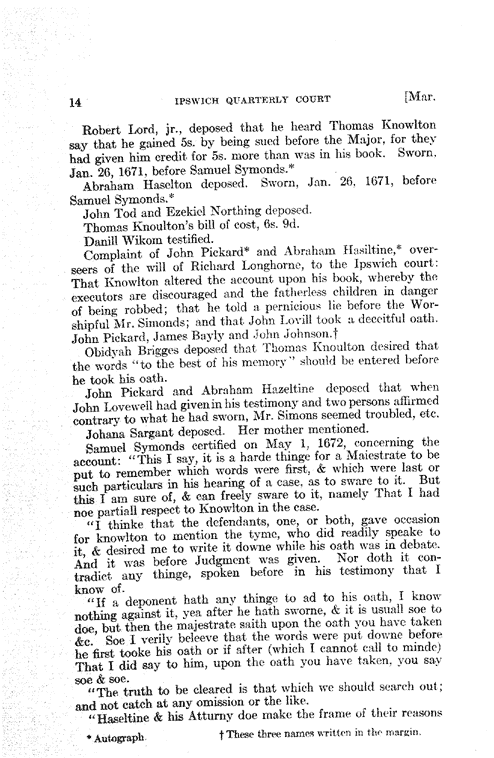 14 IPSWICH QUARTERLY COURT [Mar.
Robert Lord, jr., deposed that he heard Thomas Knowlton
say that he gained 5s. by being sued before the Major, for they
had given him credit for 5s. more than was in his book. Sworn,
Jan. 26, 1671, before Samuel Symonds.*
Abraham Haselton deposed. Sworn, Jan. 26, 1671, before
Samuel Symonds.*
John Tod and Ezekiel Northing deposed.
Thomas Knoulton's bill of cost, 6s. 9d.
Danill Wikom testified.
Complaint of John Pickard* and Abraham Hasiltine,* over-
seers of the will of Richard Longhorne, to the Ipswich court:
That Knowlton altered the account upon his book, whereby the
executors are discouraged and the fatherless children in danger
of being robbed; that he told a pernicious lie before the Wor-
shipful Mr. Simonds; and that John Lovill took a deceitful oath.
John Pickard, James Bayly and John Johnson.†
Obidyah Brigges deposed that Thomas Knoulton desired that
the words "to the best of his memory" should be entered before
he took his oath.
John Pickard and Abraham Hazeltine deposed that when
John Lovewell had given in his testimony and two persons affirmed
contrary to what he had sworn, Mr. Simons seemed troubled, etc.
Johana Sargant deposed. Her mother mentioned.
Samuel Symonds certified on May 1, 1672, concerning the
account: "This I say, it is a harde thinge for a Maiestrate to be
put to remember which words were first, & which were last or
such particulars in his hearing of a case, as to sware to it. But
this I am sure of, & can freely sware to it, namely That I had
noe partiall respect to Knowlton in the case.
"I thinke that the defendants, one, or both, gave occasion
for knowlton to mention the tyme, who did readily speake to
it, & desired me to write it downe while his oath was in debate.
And it was before Judgment was given. Nor doth it con-
tradict any thinge, spoken before in his testimony that I
know of.
"If a deponent hath any thinge to ad to his oath, I know
nothing against it, yea after he hath sworne, & it is usuall soe to
doe, but then the majestrate saith upon the oath you have taken
&c. Soe I verily beleeve that the words were put downe before
he first tooke his oath or if after (which I cannot call to minde)
That I did say to him, upon the oath you have taken, you say
soe & soe.
"The truth to be cleared is that which we should search out;
and not catch at any omission or the like.
"Haseltine & his Atturny doe make the frame of their reasons
* Autograph. † These three names written in the margin.